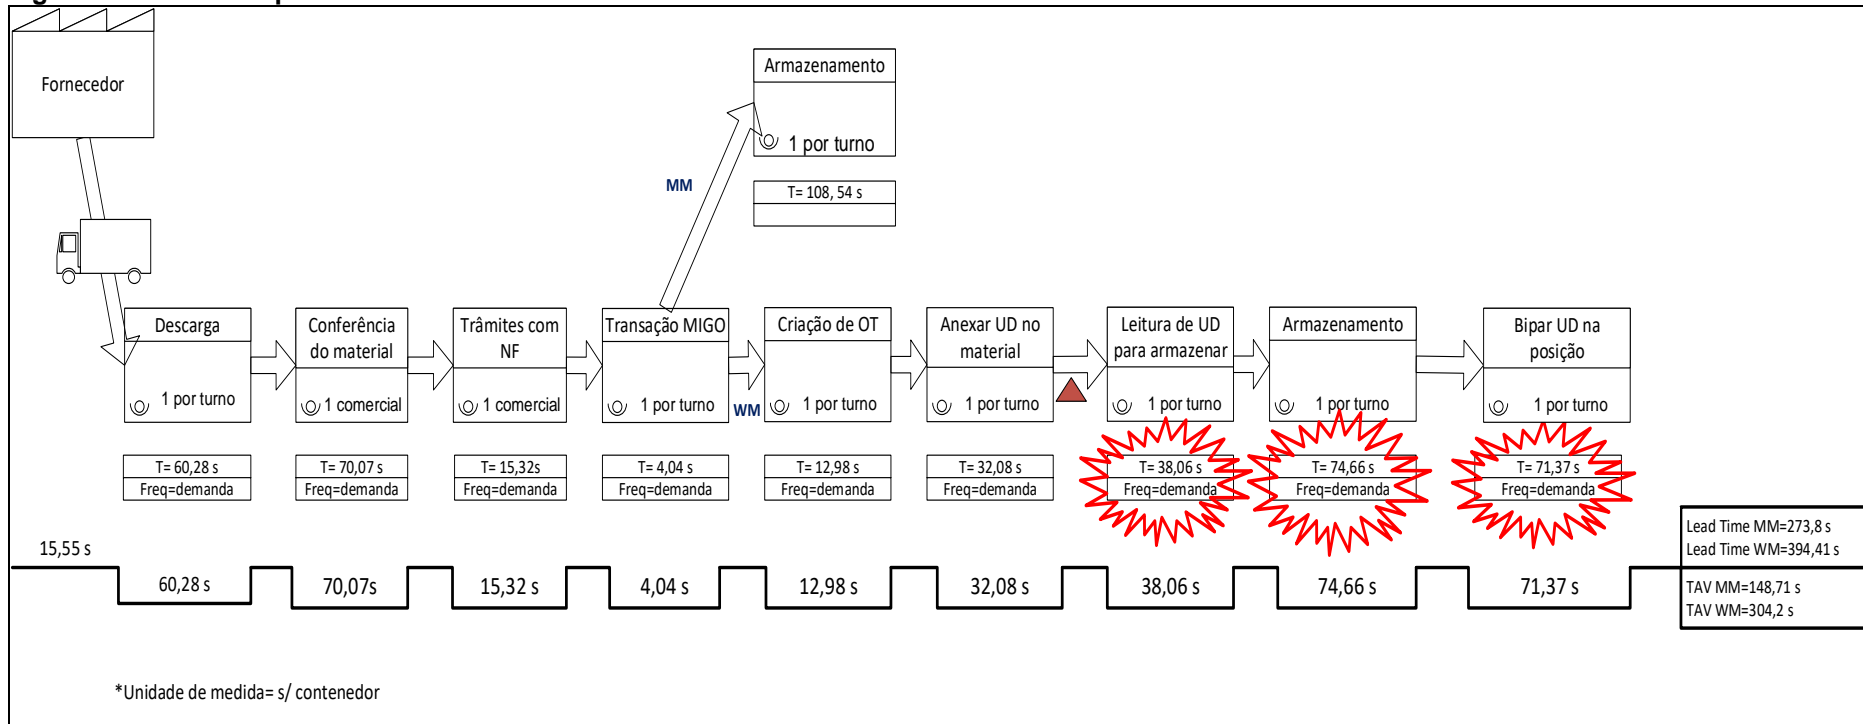 Fornecedor
Armazenamento
1 por turno
T= 108, 54 s
MM
Descarga
1 por turno
T= 60,28 s
Freq=demanda
Conferência
do material
1 comercial
T= 70,07 s
Freq=demanda
Trâmites com
NF
1 comercial
T= 15,32s
Freq=demanda
Transação MIGO
1 por turno
T= 4,04 s
Freq=demanda
WM
Criação de OT
1 por turno
T= 12,98 s
Freq=demanda
Anexar UD no
material
1 por turno
T= 32,08 s
Freq=demanda
Leitura de UD
para armazenar
1 por turno
T= 38,06 s
Freq=demanda
Armazenamento
1 por turno
T= 74,66 s
Freq=demanda
Bipar UD na
posição
1 por turno
T= 71,37 s
Freq=demanda
15,55 s
60,28 s
70,07s
15,32 s
4,04 s
12,98 s
32,08 s
38,06 s
74,66 s
71,37 s
Lead Time MM=273,8 s
Lead Time WM=394,41 s
TAV MM=148,71 s
TAV WM=304,2 s
*Unidade de medida= s/ contenedor